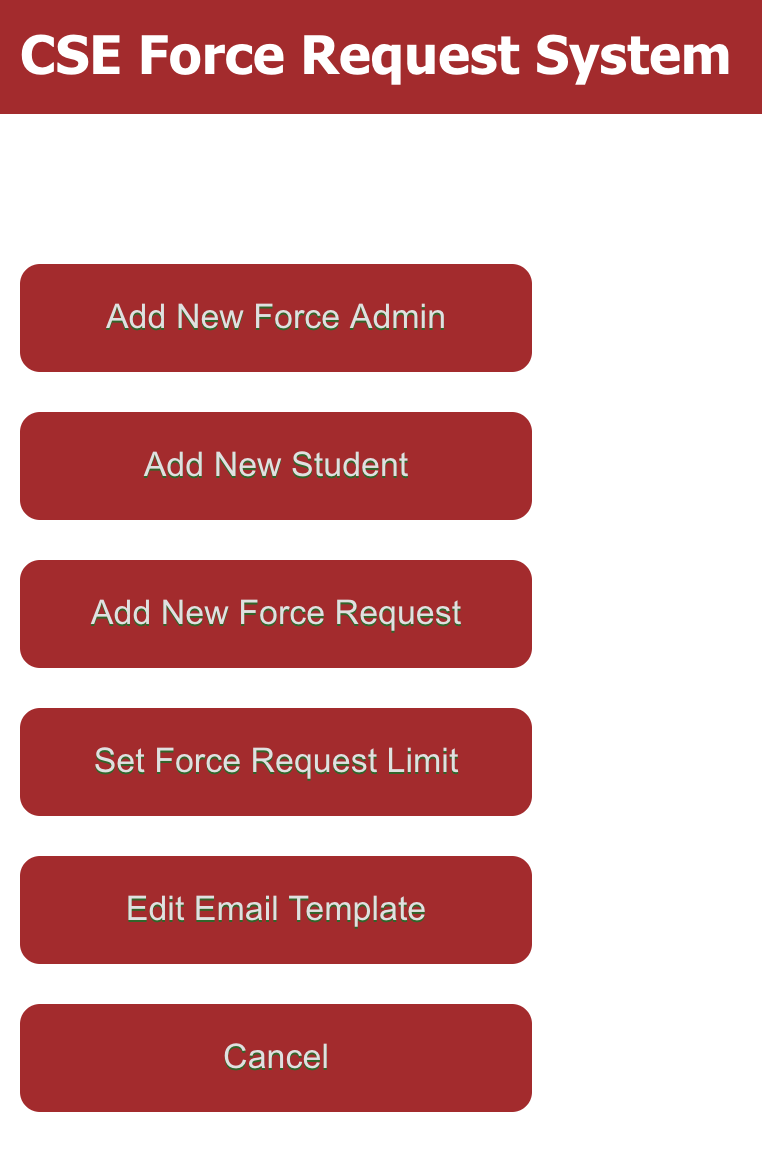 CSE Force Request System
Add New Force Admin
Add New Student
Add New Force Request
Set Force Request Limit
Edit Email Template
Cancel